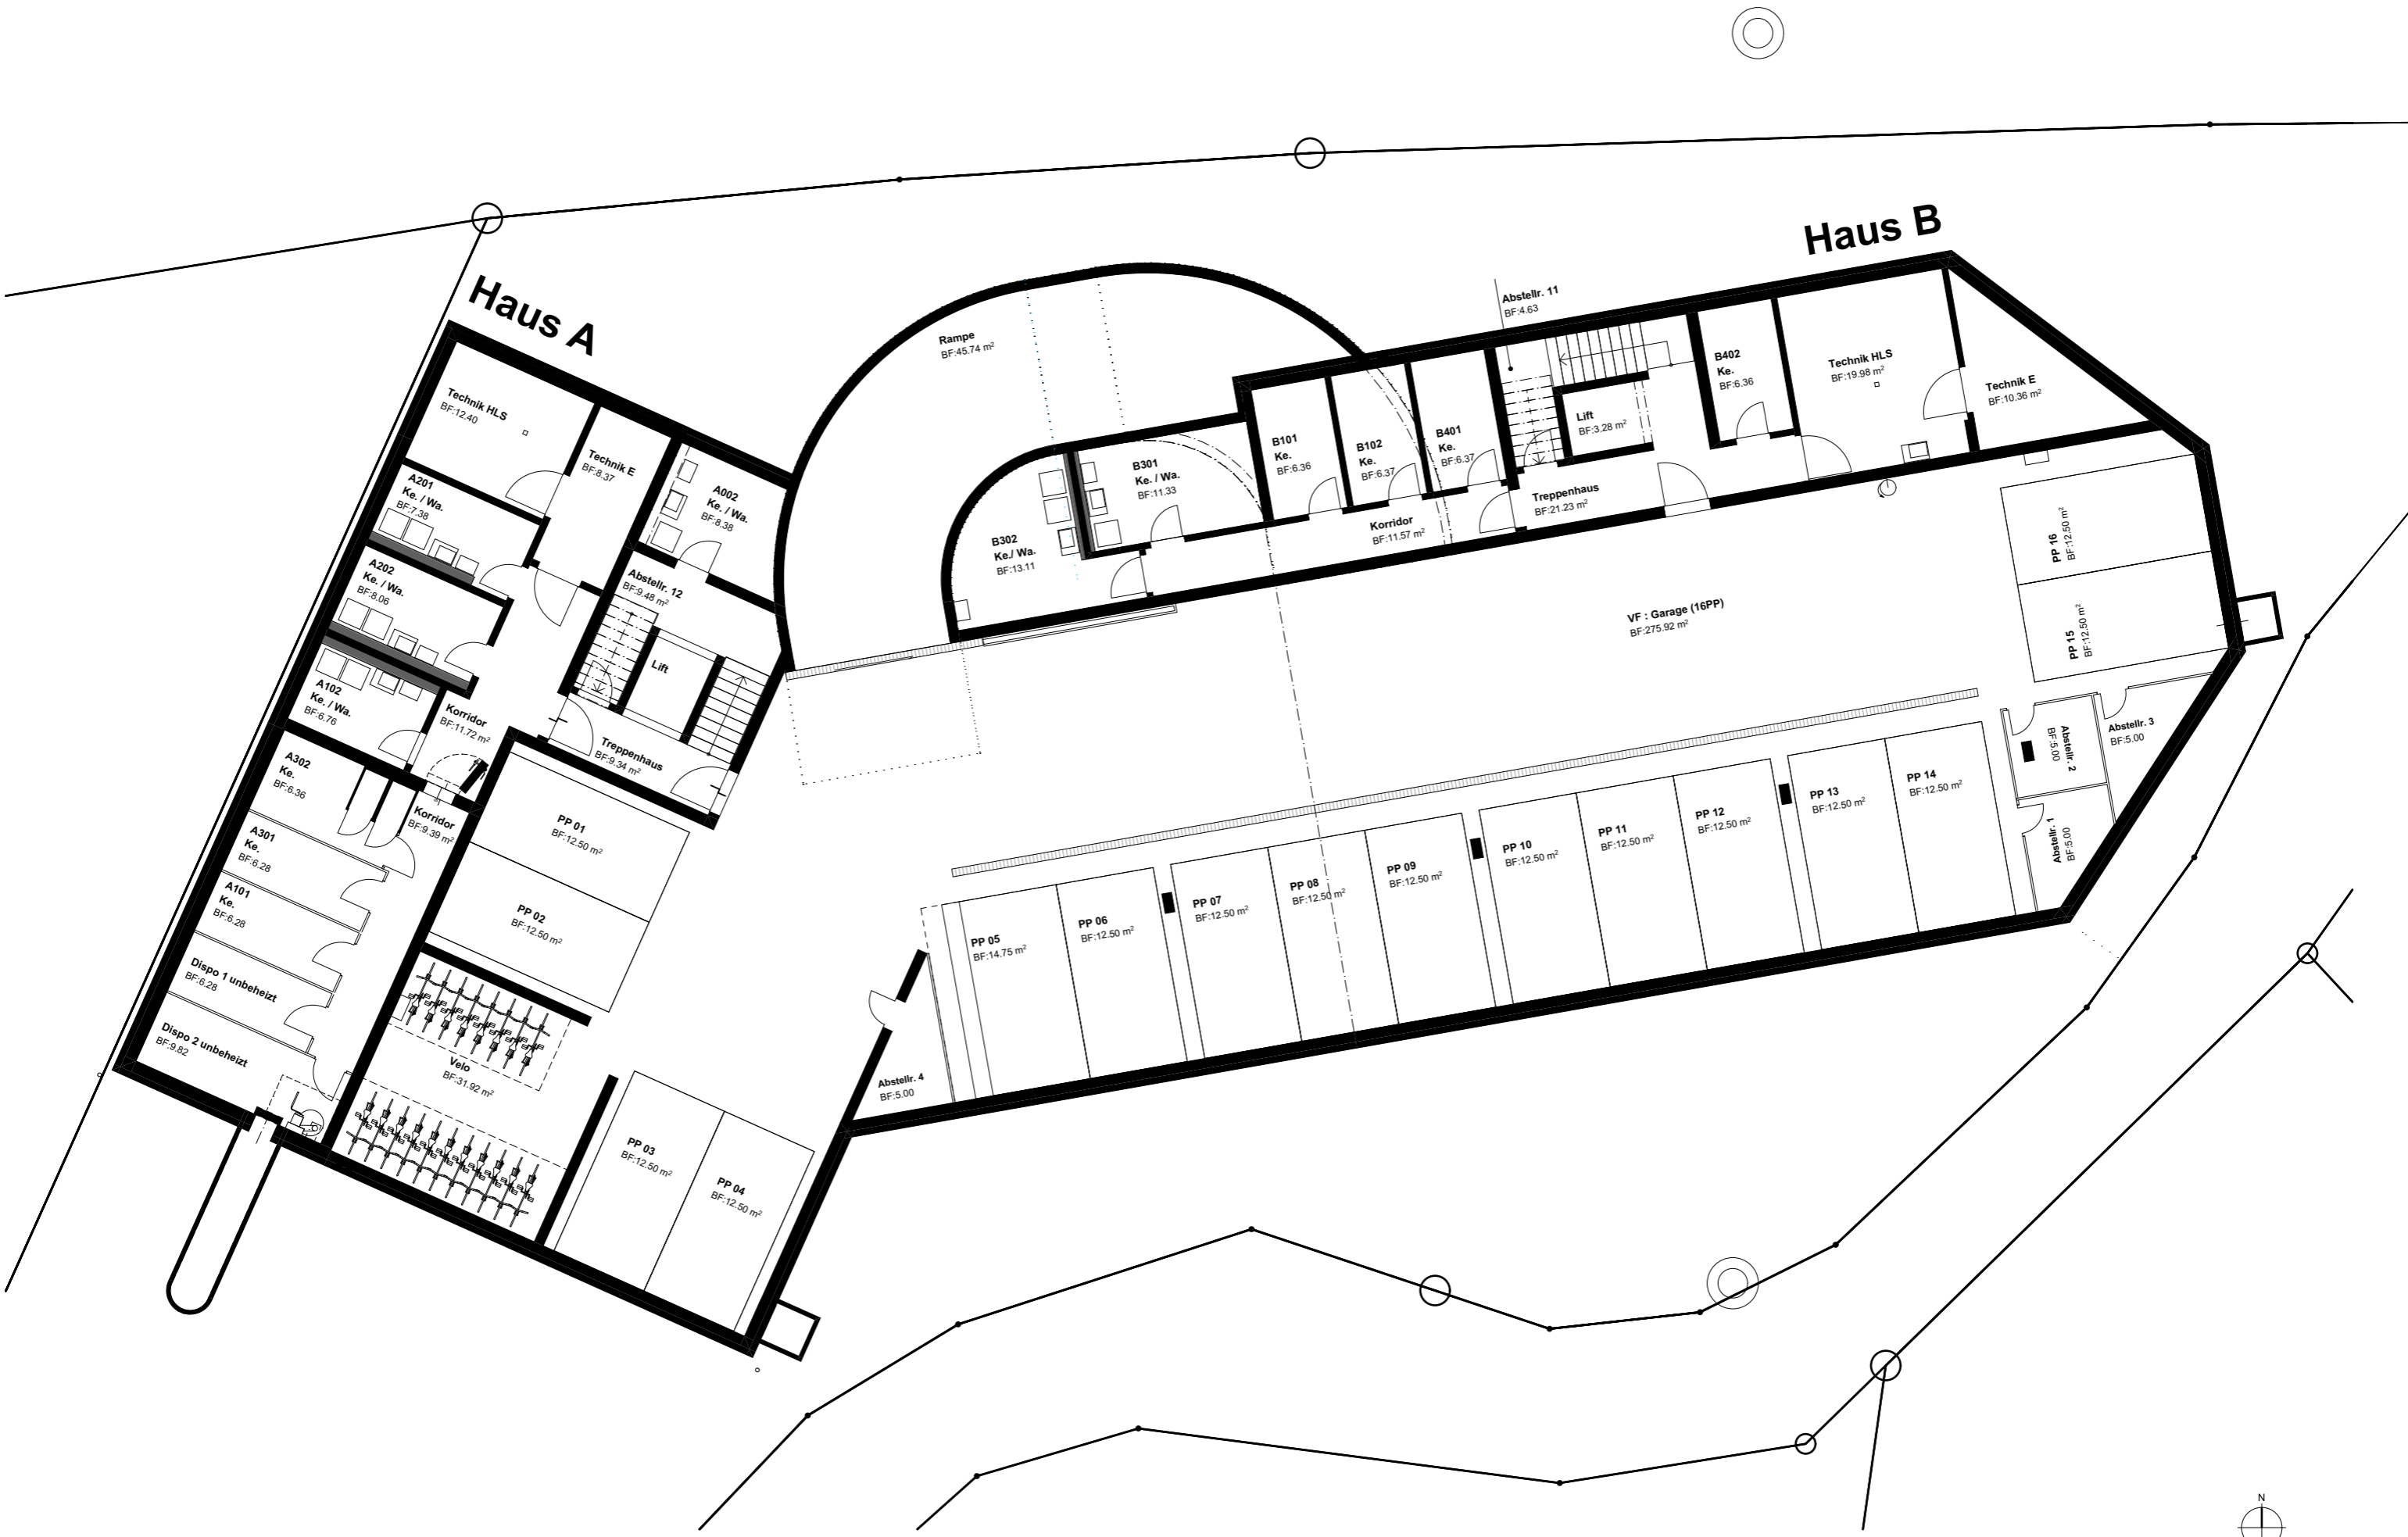 Haus A
Haus B
Rampe
BF:45.74 m²
Abstellr. 11
BF:4.63
Technik HLS
BF:12.40
Technik E
BF:8.37
A002
Ke. / Wa.
BF:8.38
A201
Ke. / Wa.
BF:7.38
A202
Ke. / Wa.
BF:8.06
A102
Ke. / Wa.
BF:6.76
Abstellr. 12
BF:9.48 m²
Lift
Korridor
BF:11.72 m²
Treppenhaus
BF:9.34 m²
A302
Ke.
BF:6.36
Korridor
BF:9.39 m²
A301
Ke.
BF:6.28
A101
Ke.
BF:6.28
Dispo 1 unbeheizt
BF:6.28
Dispo 2 unbeheizt
BF:9.82
Velo
BF:31.92 m²
PP 01
BF:12.50 m²
PP 02
BF:12.50 m²
PP 03
BF:12.50 m²
PP 04
BF:12.50 m²
B302
Ke./ Wa.
BF:13.11
B301
Ke. / Wa.
BF:11.33
B101
Ke.
BF:6.36
B102
Ke.
BF:6.37
B401
Ke.
BF:6.37
Korridor
BF:11.57 m²
Treppenhaus
BF:21.23 m²
Lift
BF:3.28 m²
B402
Ke.
BF:6.36
Technik HLS
BF:19.98 m²
Technik E
BF:10.36 m²
VF : Garage (16PP)
BF:275.92 m²
PP 16
BF:12.50 m²
PP 15
BF:12.50 m²
Abstellr. 3
BF:5.00
Abstellr. 2
BF:5.00
Abstellr. 1
BF:5.00
Abstellr. 4
BF:5.00
PP 05
BF:14.75 m²
PP 06
BF:12.50 m²
PP 07
BF:12.50 m²
PP 08
BF:12.50 m²
PP 09
BF:12.50 m²
PP 10
BF:12.50 m²
PP 11
BF:12.50 m²
PP 12
BF:12.50 m²
PP 13
BF:12.50 m²
PP 14
BF:12.50 m²
N